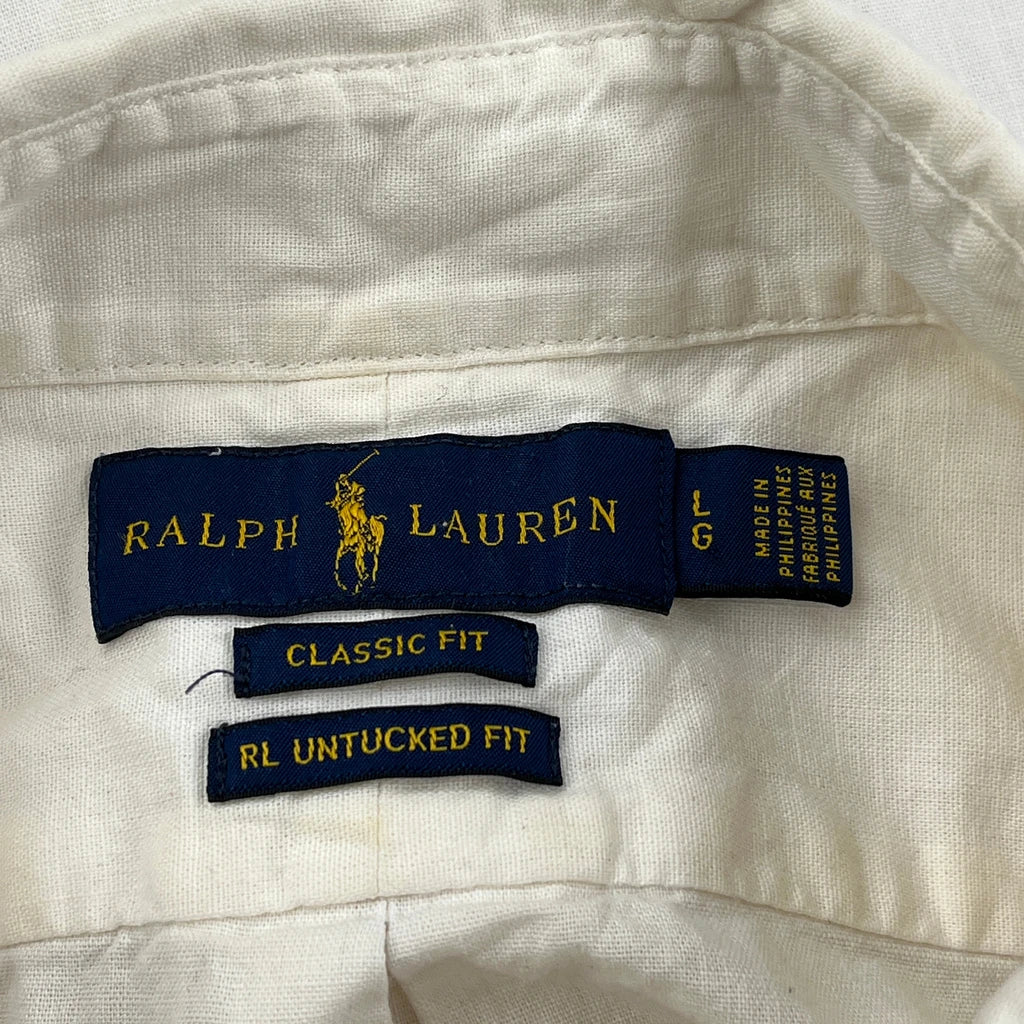 RALPH LAUREN
LG
MADE IN
PHILIPPINES
FABRIQUÉ AUX
PHILIPPINES
CLASSIC FIT
RL UNTUCKED FIT